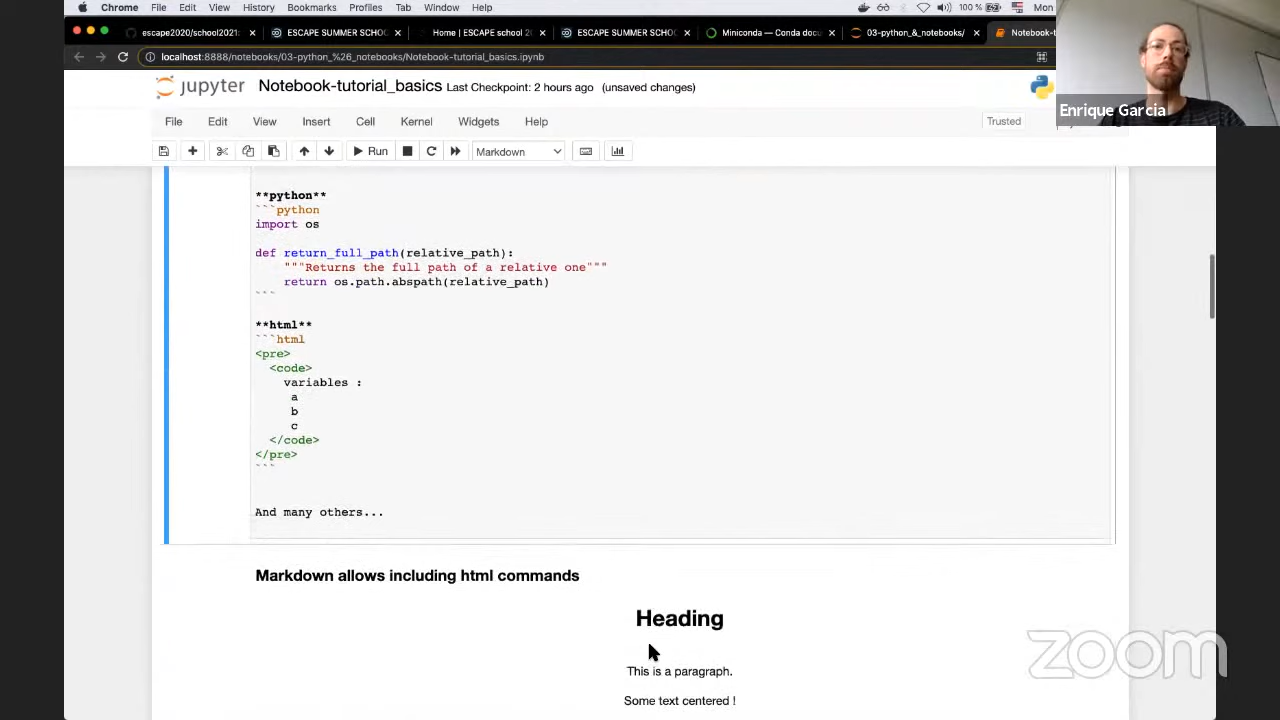 Chrome File Edit View History Bookmarks Profiles Tab Window Help 100 % Mon
escape2020/school2021: ESCAPE SUMMER SCHOO Home | ESCAPE school 2 ESCAPE SUMMER SCHOO Miniconda — Conda docu 03-python_&_notebooks/ Notebook-t
localhost:8888/notebooks/03-python_%26_notebooks/Notebook-tutorial_basics.ipynb
jupyter Notebook-tutorial_basics Last Checkpoint: 2 hours ago (unsaved changes)
Enrique Garcia
File Edit View Insert Cell Kernel Widgets Help Trusted
Run Markdown
**python**
```python
import os
def return_full_path(relative_path):
"""Returns the full path of a relative one"""
return os.path.abspath(relative_path)
```
**html**
```html
<pre>
<code>
variables :
a
b
c
</code>
</pre>
```
And many others...
Markdown allows including html commands
Heading
This is a paragraph.
Some text centered !
zoom